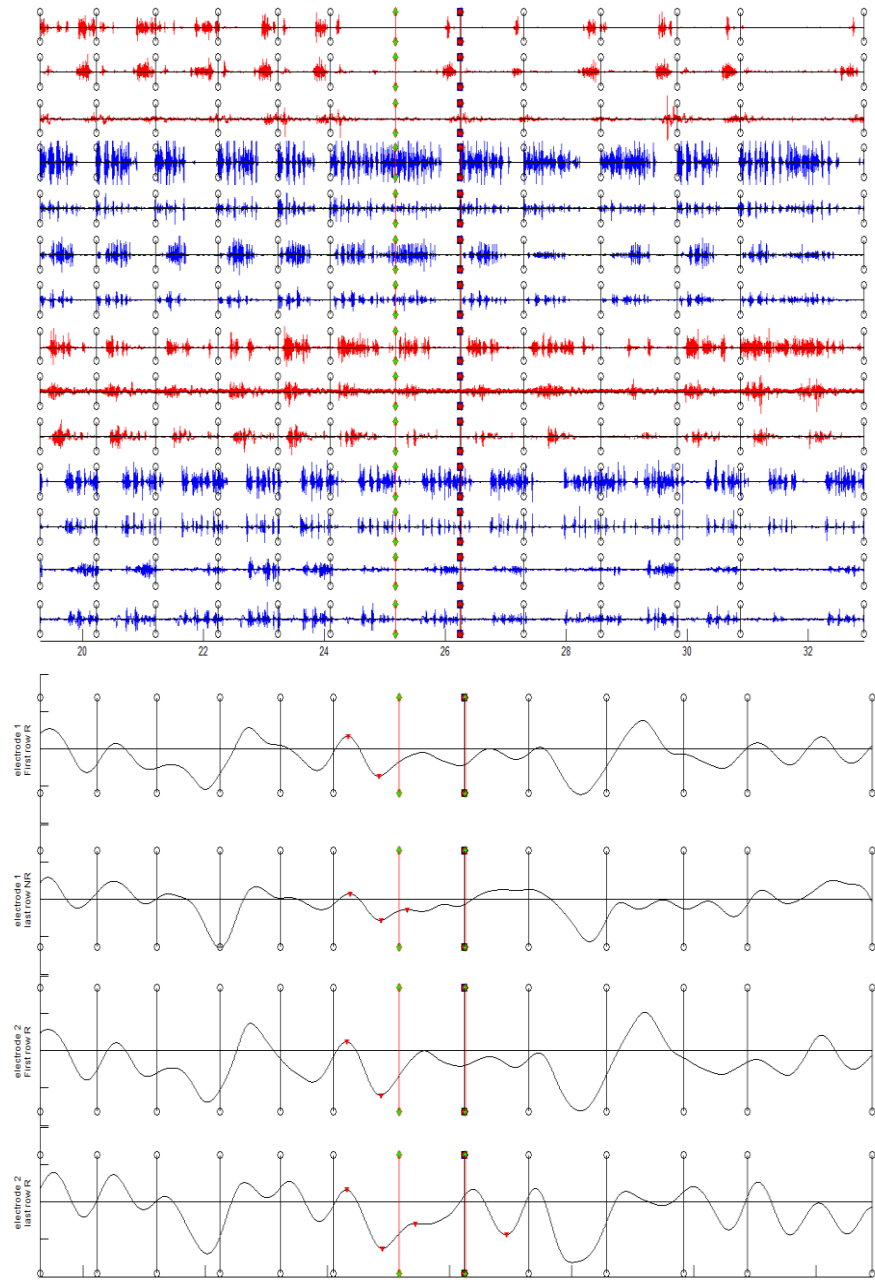 20 22 24 26 28 30 32
electrode 1
First row R
electrode 1
last row NR
electrode 2
First row R
electrode 2
last row R